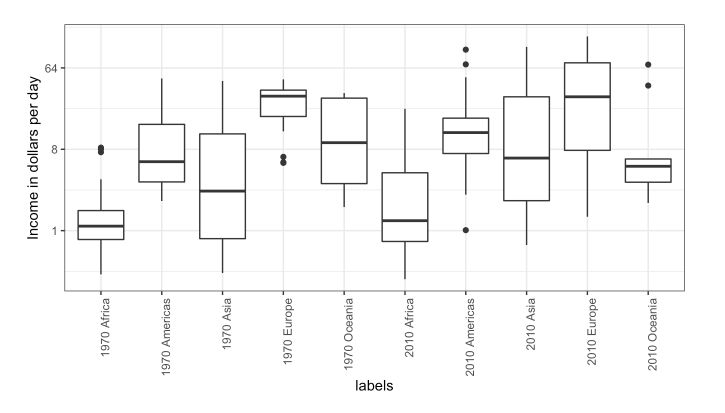 Income in dollars per day
64
8
1
1970 Africa
1970 Americas
1970 Asia
1970 Europe
1970 Oceania
2010 Africa
2010 Americas
2010 Asia
2010 Europe
2010 Oceania
labels